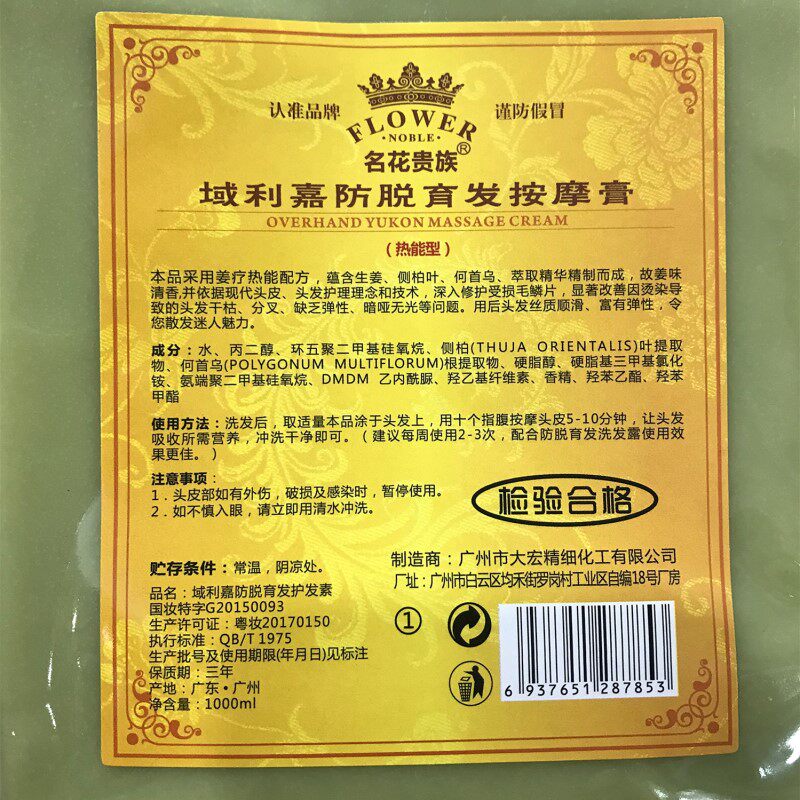 认准品牌
谨防假冒
FLOWER
·NOBLE·
名花贵族®
域利嘉防脱育发按摩膏
OVERHAND YUKON MASSAGE CREAM
（热能型）
本品采用姜疗热能配方，蕴含生姜、侧柏叶、何首乌、萃取精华精制而成，故姜味
清香,并依据现代头皮、头发护理理念和技术，深入修护受损毛鳞片，显著改善因烫染导
致的头发干枯、分叉、缺乏弹性、暗哑无光等问题。用后头发丝质顺滑、富有弹性，令
您散发迷人魅力。
成分：水、丙二醇、环五聚二甲基硅氧烷、侧柏(THUJA ORIENTALIS)叶提取
物、何首乌(POLYGONUM MULTIFLORUM)根提取物、硬脂醇、硬脂基三甲基氯化
铵、氨端聚二甲基硅氧烷、DMDM 乙内酰脲、羟乙基纤维素、香精、羟苯乙酯、羟苯
甲酯
使用方法：洗发后，取适量本品涂于头发上，用十个指腹按摩头皮5-10分钟，让头发
吸收所需营养，冲洗干净即可。（建议每周使用2-3次，配合防脱育发洗发露使用效
果更佳。）
注意事项：
1．头皮部如有外伤，破损及感染时，暂停使用。
2．如不慎入眼，请立即用清水冲洗。
检验合格
贮存条件：常温，阴凉处。
品名：域利嘉防脱育发护发素
国妆特字G20150093
生产许可证：粤妆20170150
执行标准：QB/T 1975
生产批号及使用期限(年月日)见标注
保质期：三年
产地：广东·广州
净含量：1000ml
制造商：广州市大宏精细化工有限公司
厂址：广州市白云区均禾街罗岗村工业区自编18号厂房
①
6 937651 287853